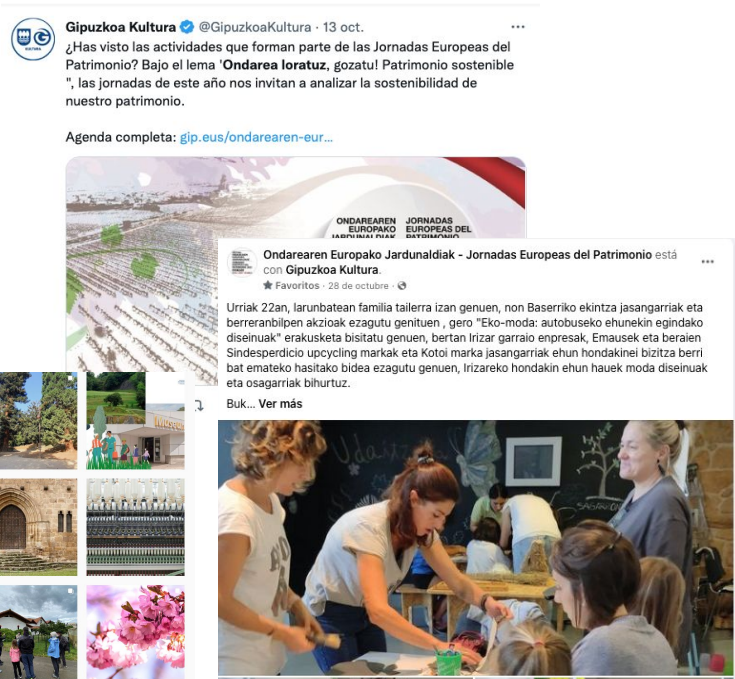 Gipuzkoa Kultura @GipuzkoaKultura · 13 oct.
¿Has visto las actividades que forman parte de las Jornadas Europeas del
Patrimonio? Bajo el lema 'Ondarea loratuz, gozatu! Patrimonio sostenible
", las jornadas de este año nos invitan a analizar la sostenibilidad de
nuestro patrimonio.
Agenda completa: gip.eus/ondarearen-eur...
ONDAREAREN JORNADAS
EUROPAKO EUROPEAS DEL
JARDUNALDIAK PATRIMONIO
Ondarearen Europako Jardunaldiak - Jornadas Europeas del Patrimonio está
con Gipuzkoa Kultura.
Favoritos · 28 de octubre ·
Urriak 22an, larunbatean familia tailerra izan genuen, non Baserriko ekintza jasangarriak eta
berreranbilpen akzioak ezagutu genituen , gero "Eko-moda: autobuseko ehunekin egindako
diseinuak" erakusketa bisitatu genuen, bertan Irizar garraio enpresak, Emausek eta beraien
Sindesperdicio upcycling markak eta Kotoi marka jasangarriak ehun hondakinei bizitza berri
bat emateko hasitako bidea ezagutu genuen, Irizareko hondakin ehun hauek moda diseinuak
eta osagarriak bihurtuz.
Buk... Ver más